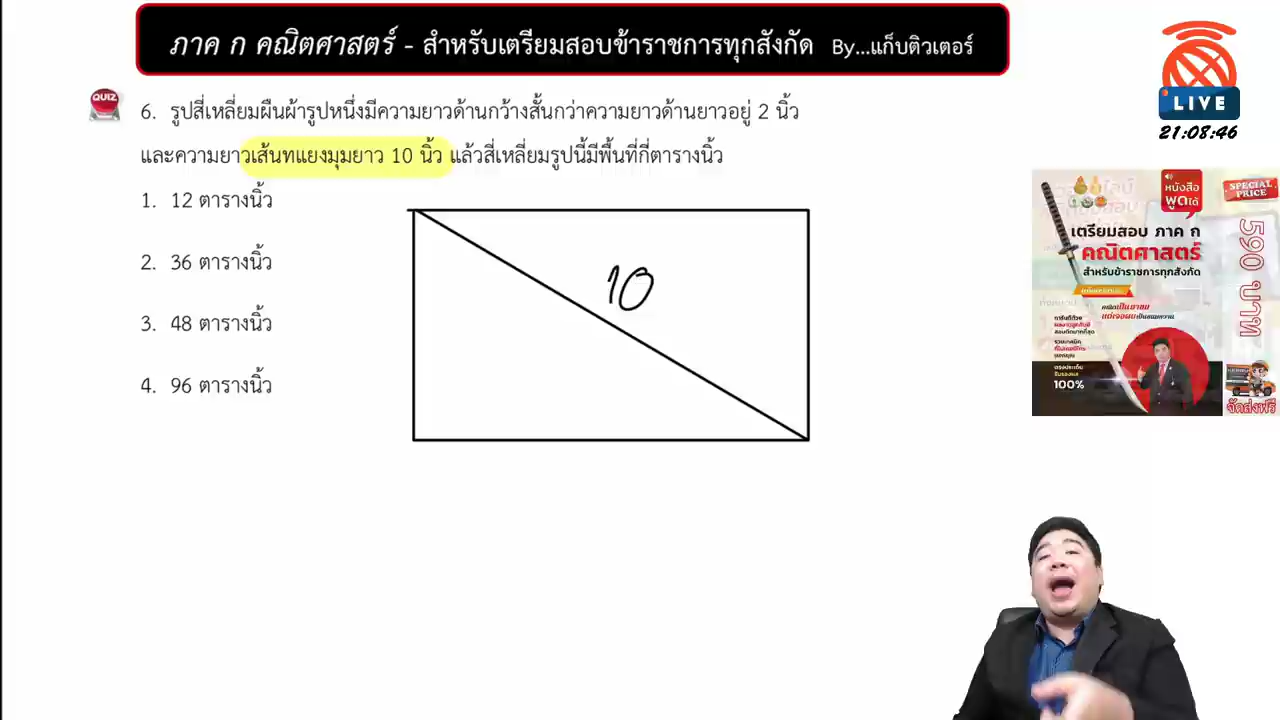 ภาค ก คณิตศาสตร์ - สำหรับเตรียมสอบข้าราชการทุกสังกัด By...แก็บติวเตอร์
LIVE
21:08:46
QUIZ
6. รูปสี่เหลี่ยมผืนผ้ารูปหนึ่งมีความยาวด้านกว้างสั้นกว่าความยาวด้านยาวอยู่ 2 นิ้ว
และความยาวเส้นทแยงมุมยาว 10 นิ้ว แล้วสี่เหลี่ยมรูปนี้มีพื้นที่กี่ตารางนิ้ว
1. 12 ตารางนิ้ว
2. 36 ตารางนิ้ว
3. 48 ตารางนิ้ว
4. 96 ตารางนิ้ว
10
หนังสือ
พูดได้
SPECIAL
PRICE
เตรียมสอบ ภาค ก
คณิตศาสตร์
สำหรับข้าราชการทุกสังกัด
100%
590 บาท
จัดส่งฟรี